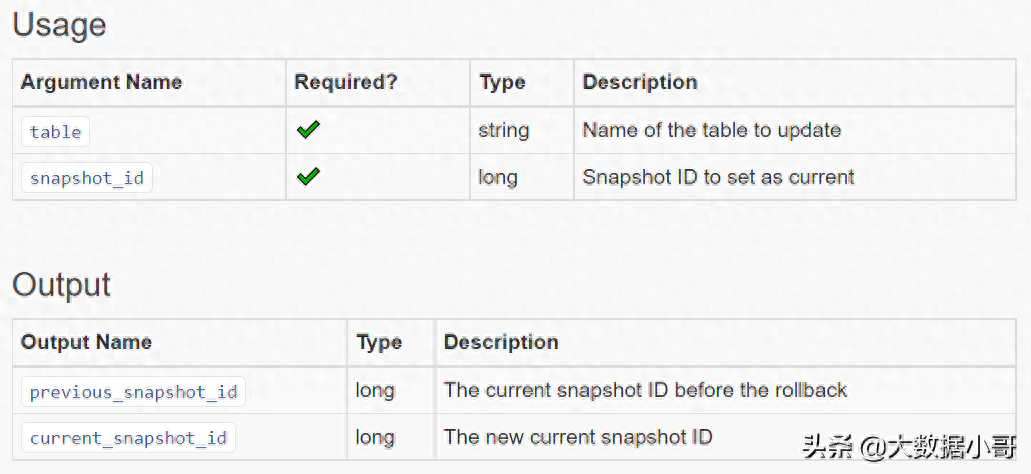 Usage
Argument Name Required? Type Description
table string Name of the table to update
snapshot_id long Snapshot ID to set as current
Output
Output Name Type Description
previous_snapshot_id long The current snapshot ID before the rollback
current_snapshot_id long The new current snapshot ID
头条 @大数据小哥